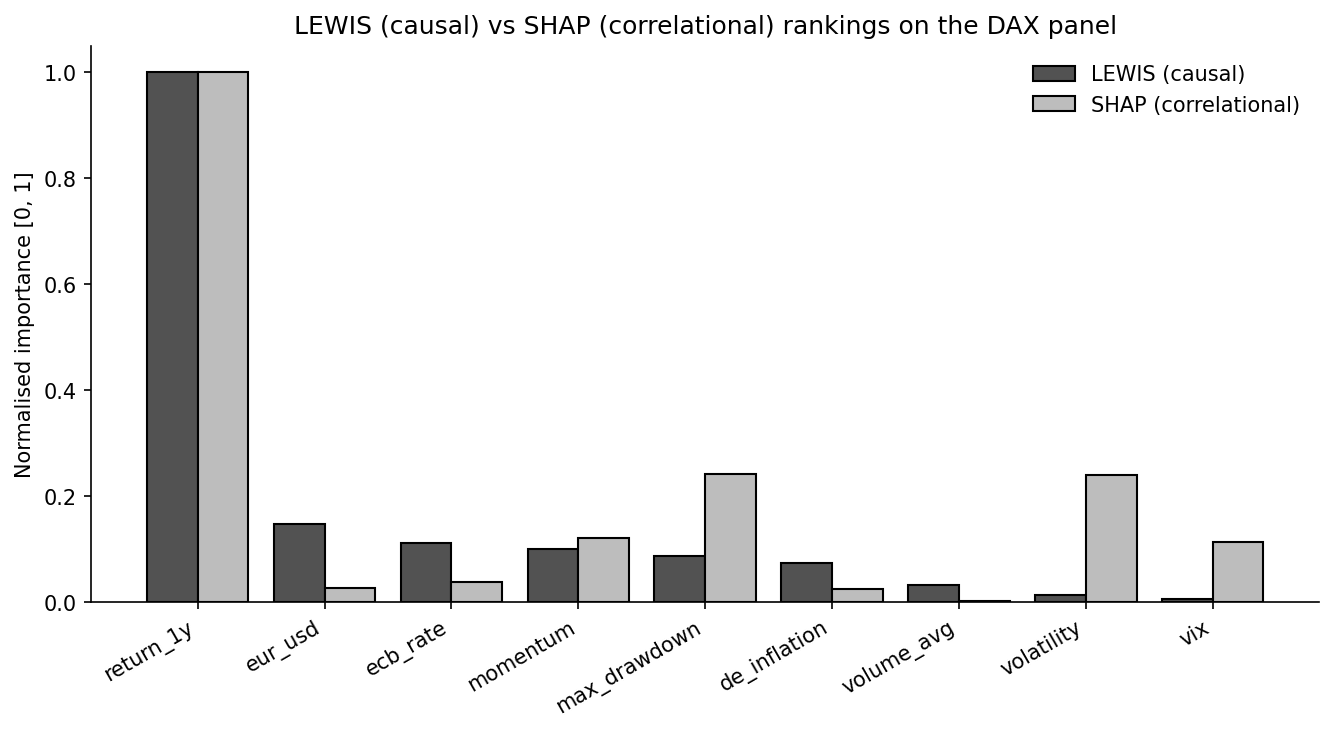 LEWIS (causal) vs SHAP (correlational) rankings on the DAX panel
LEWIS (causal)
SHAP (correlational)
Normalised importance [0, 1]
1.0
0.8
0.6
0.4
0.2
0.0
return_1y
eur_usd
ecb_rate
momentum
max_drawdown
de_inflation
volume_avg
volatility
vix